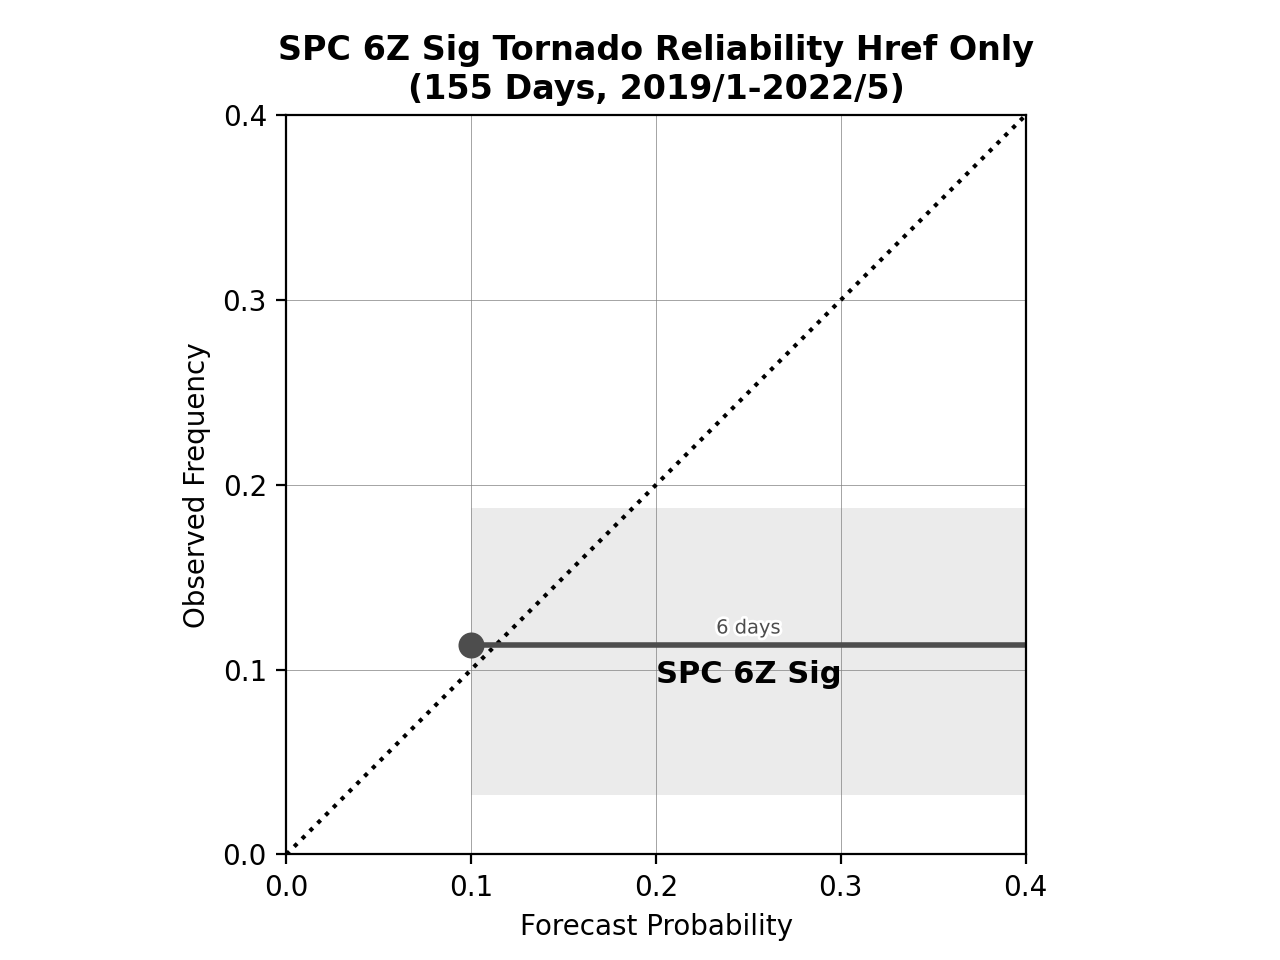 SPC 6Z Sig Tornado Reliability Href Only
(155 Days, 2019/1-2022/5)
0.4
0.3
0.2
0.1
0.0
Observed Frequency
6 days
SPC 6Z Sig
0.0 0.1 0.2 0.3 0.4
Forecast Probability